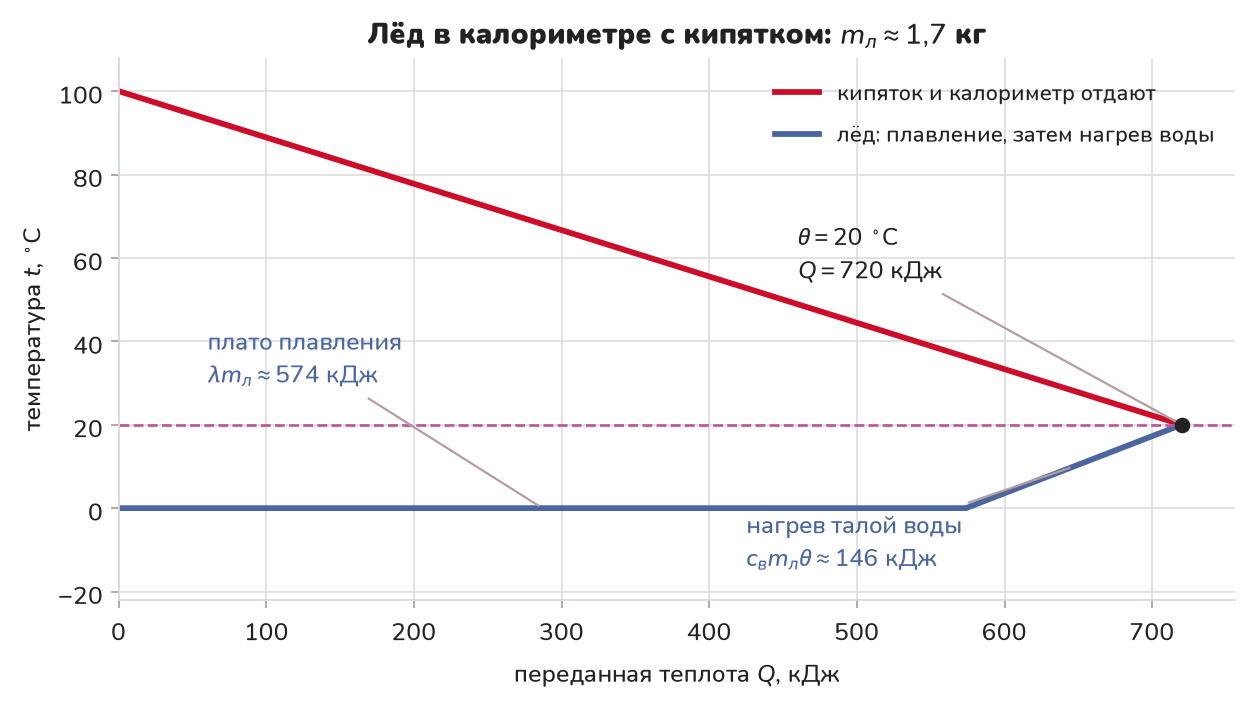 Лёд в калориметре с кипятком: mл ≈ 1,7 кг
кипяток и калориметр отдают
лёд: плавление, затем нагрев воды
θ = 20 °C
Q = 720 кДж
плато плавления
λmл ≈ 574 кДж
нагрев талой воды
cвmлθ ≈ 146 кДж
температура t, °C
100
80
60
40
20
0
−20
0 100 200 300 400 500 600 700
переданная теплота Q, кДж